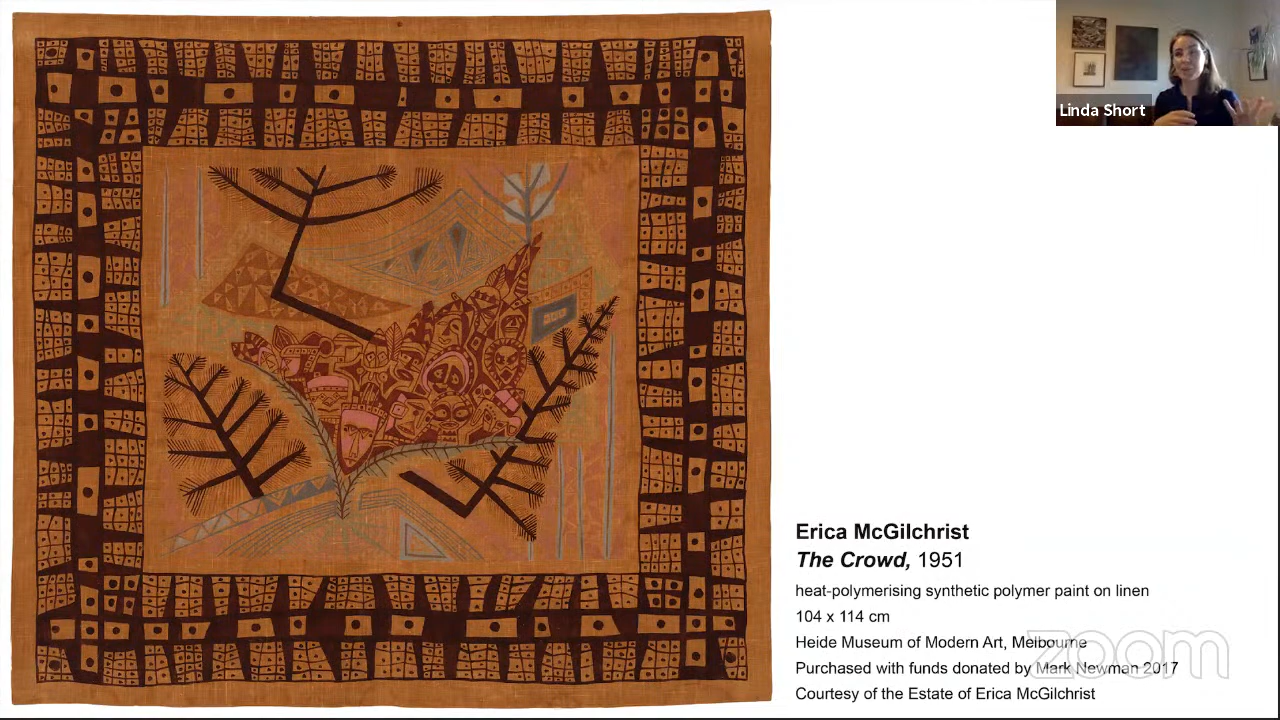 Linda Short
Erica McGilchrist
The Crowd, 1951
heat-polymerising synthetic polymer paint on linen
104 x 114 cm
Heide Museum of Modern Art, Melbourne
Purchased with funds donated by Mark Newman 2017
Courtesy of the Estate of Erica McGilchrist
zoom